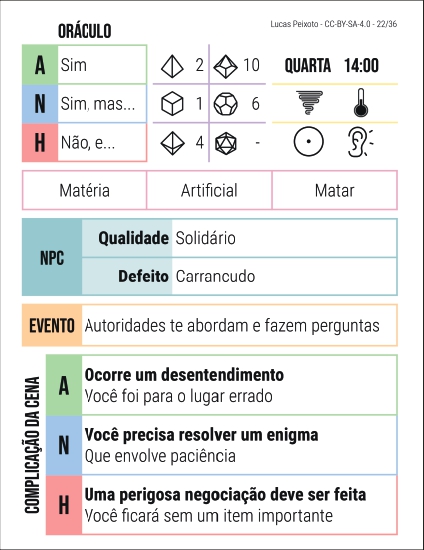 Lucas Peixoto - CC-BY-SA-4.0 - 22/36
ORÁCULO
A Sim
N Sim. mas...
H Não, e...
2 10
1 6
4 -
QUARTA 14:00
Matéria Artificial Matar
NPC
Qualidade Solidário
Defeito Carrancudo
EVENTO Autoridades te abordam e fazem perguntas
COMPLICAÇÃO DA CENA
A
Ocorre um desentendimento
Você foi para o lugar errado
N
Você precisa resolver um enigma
Que envolve paciência
H
Uma perigosa negociação deve ser feita
Você ficará sem um item importante